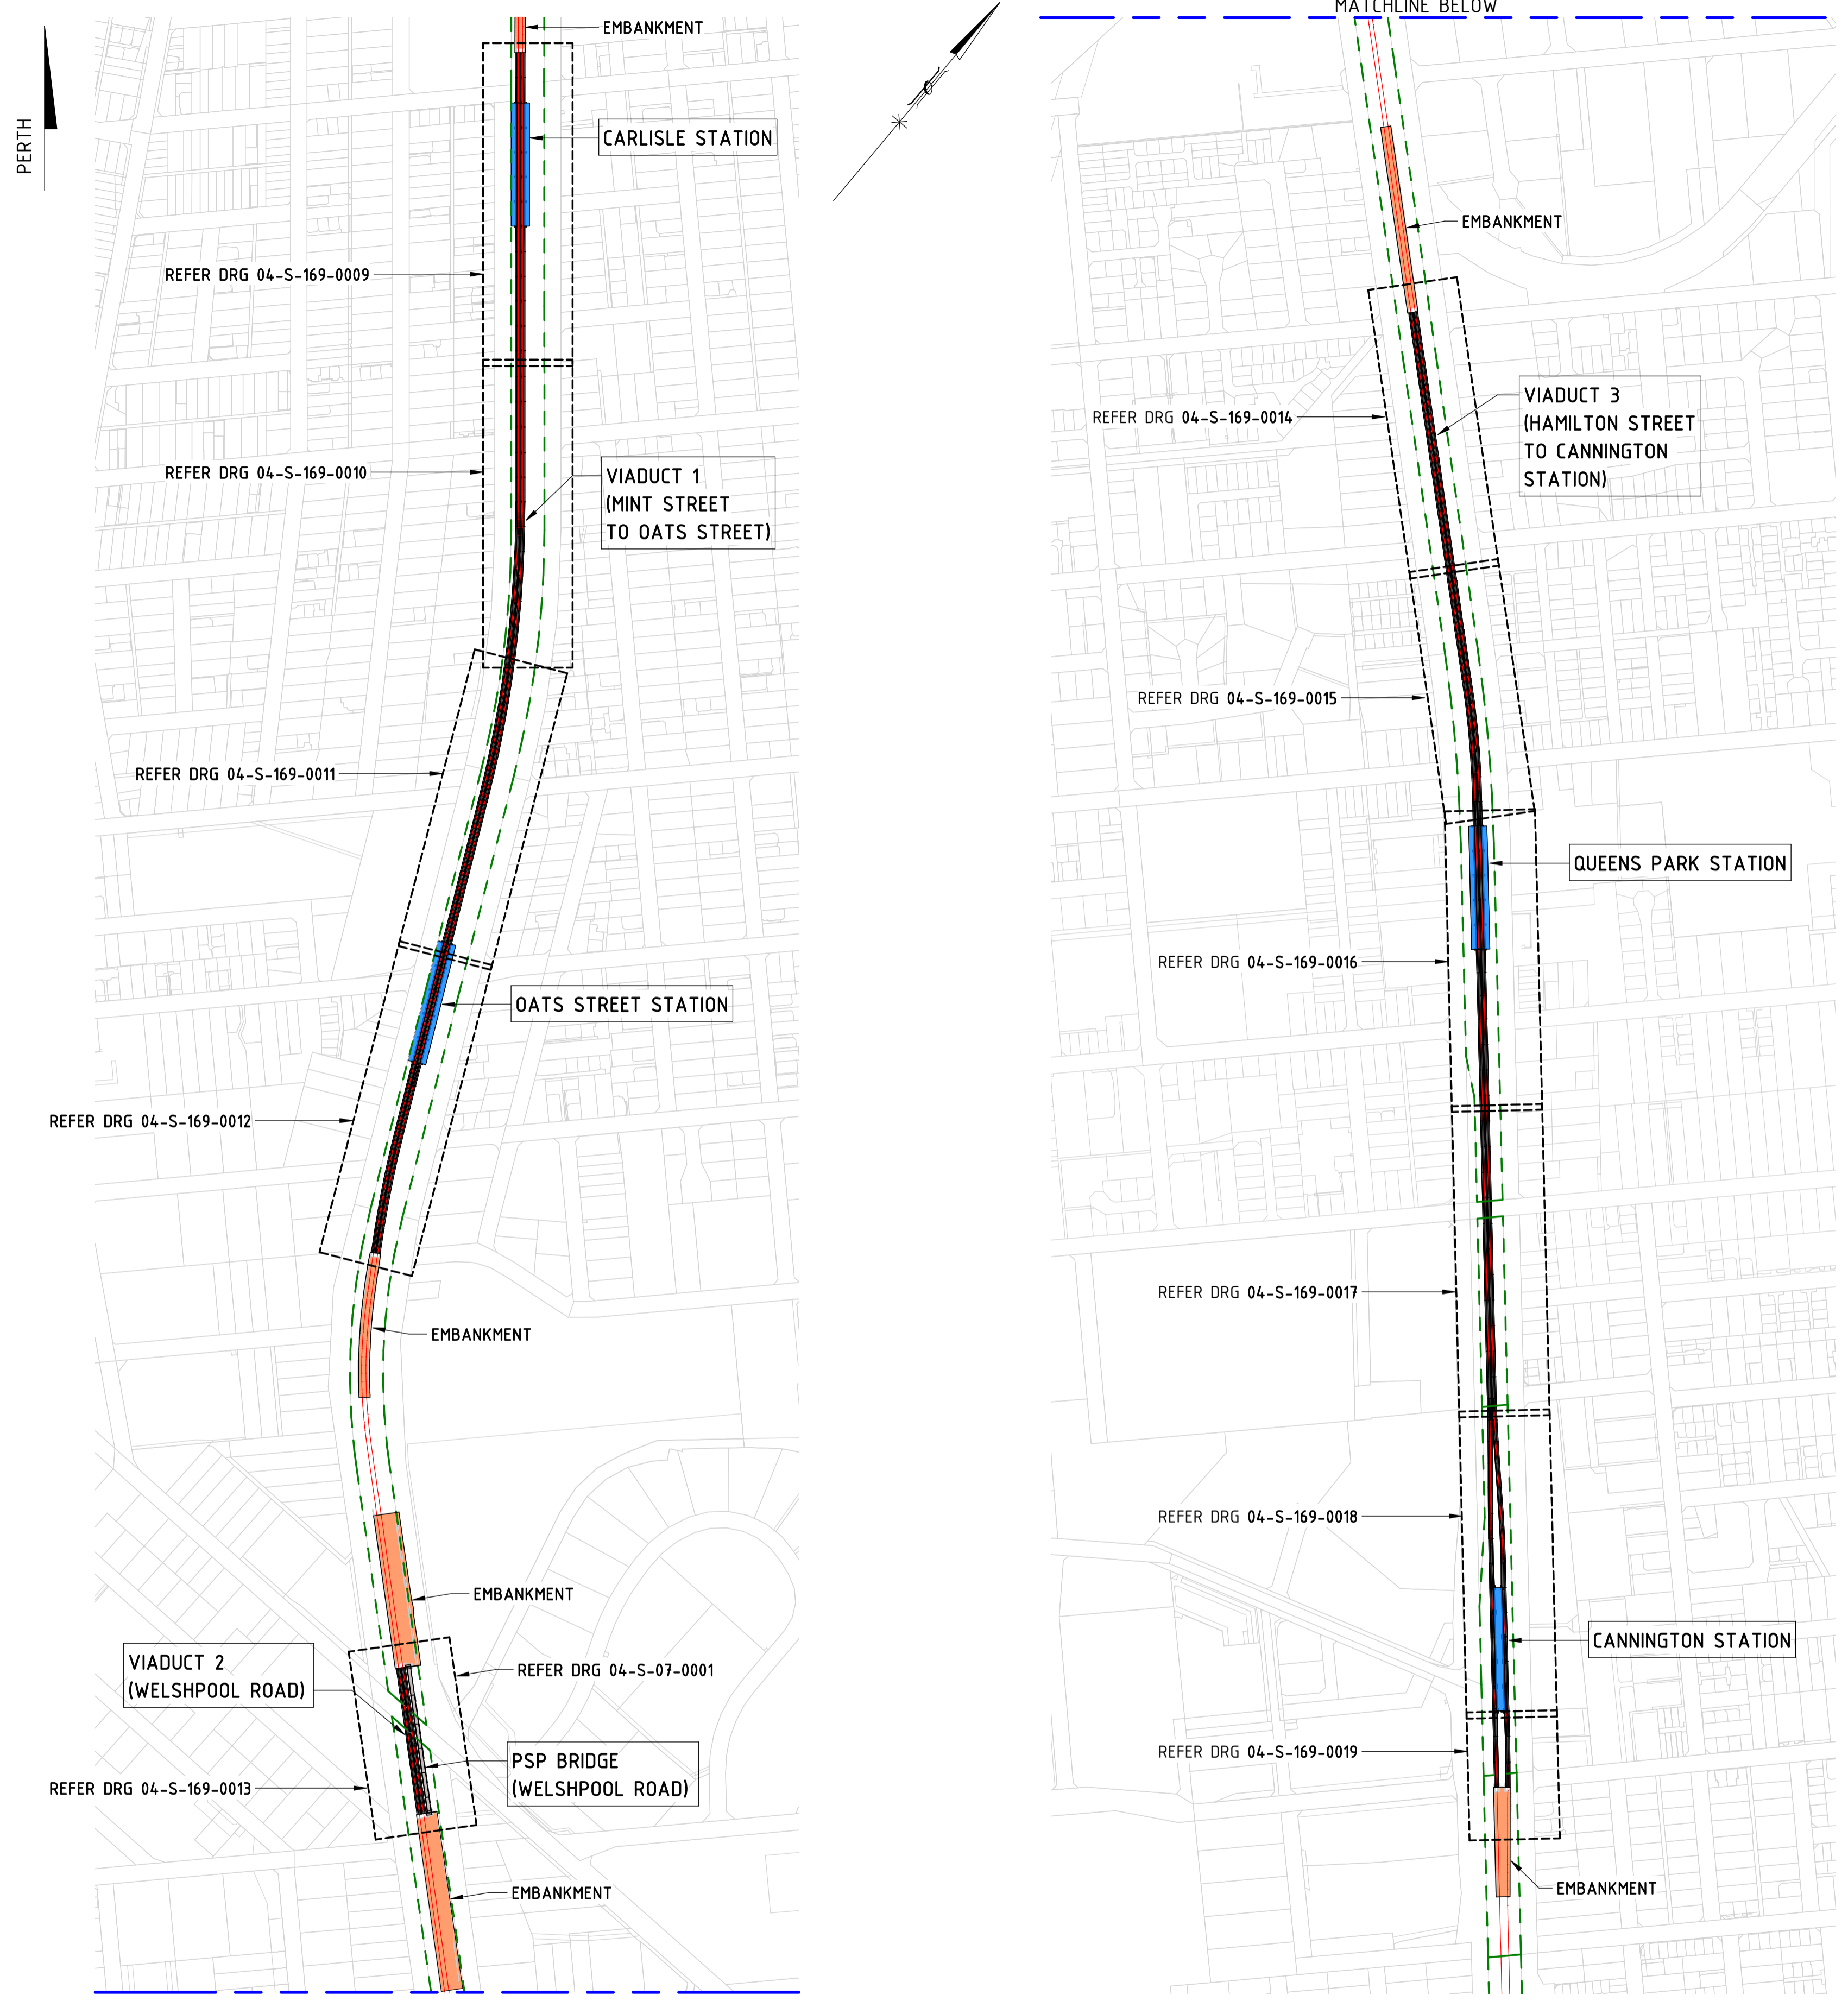 EMBANKMENT
PERTH
CARLISLE STATION
REFER DRG 04-S-169-0009
REFER DRG 04-S-169-0010
VIADUCT 1
(MINT STREET
TO OATS STREET)
REFER DRG 04-S-169-0011
OATS STREET STATION
REFER DRG 04-S-169-0012
EMBANKMENT
EMBANKMENT
VIADUCT 2
(WELSHPOOL ROAD)
REFER DRG 04-S-07-0001
PSP BRIDGE
(WELSHPOOL ROAD)
REFER DRG 04-S-169-0013
EMBANKMENT
MATCHLINE BELOW
EMBANKMENT
VIADUCT 3
(HAMILTON STREET
TO CANNINGTON
STATION)
REFER DRG 04-S-169-0014
REFER DRG 04-S-169-0015
QUEENS PARK STATION
REFER DRG 04-S-169-0016
REFER DRG 04-S-169-0017
REFER DRG 04-S-169-0018
CANNINGTON STATION
REFER DRG 04-S-169-0019
EMBANKMENT